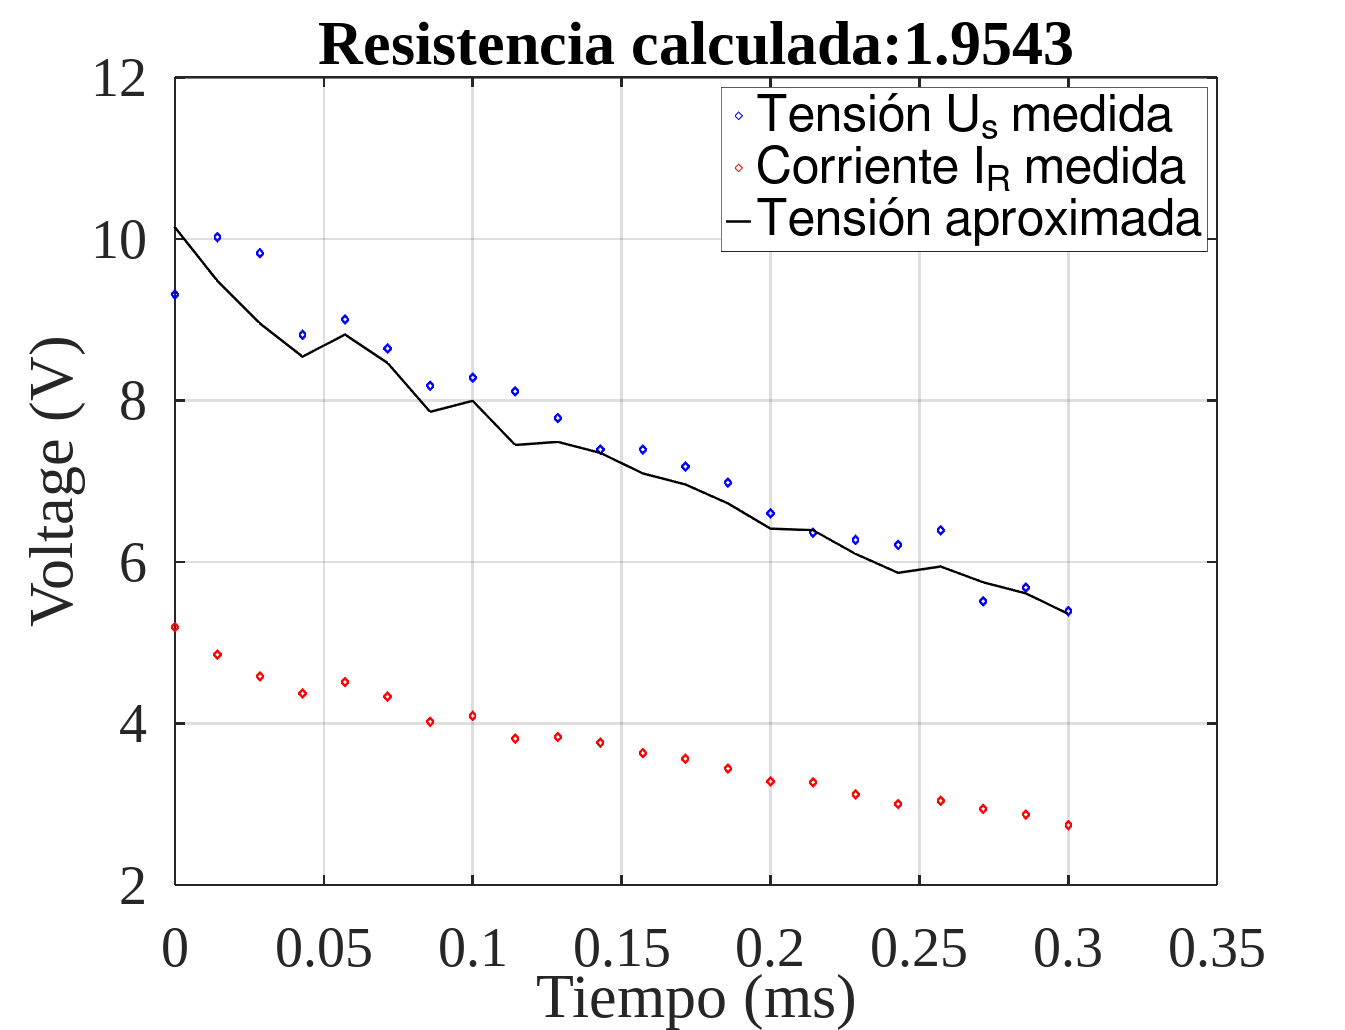 Resistencia calculada:1.9543
12
10
8
6
4
2
Voltage (V)
Tensión Us medida
Corriente IR medida
Tensión aproximada
0 0.05 0.1 0.15 0.2 0.25 0.3 0.35
Tiempo (ms)